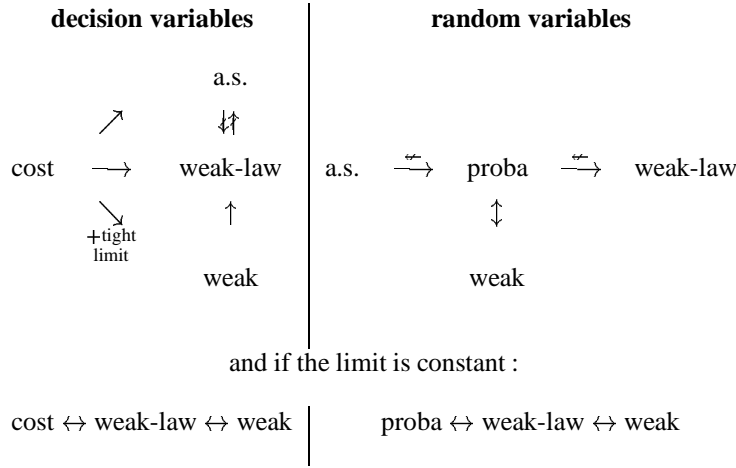 decision variables random variables
a.s.
↗ ⇃̸↾̸
cost → weak-law a.s. ↚ → proba ↚ → weak-law
↘ ↑ ↕
+tight
limit
weak weak
and if the limit is constant :
cost ↔ weak-law ↔ weak proba ↔ weak-law ↔ weak